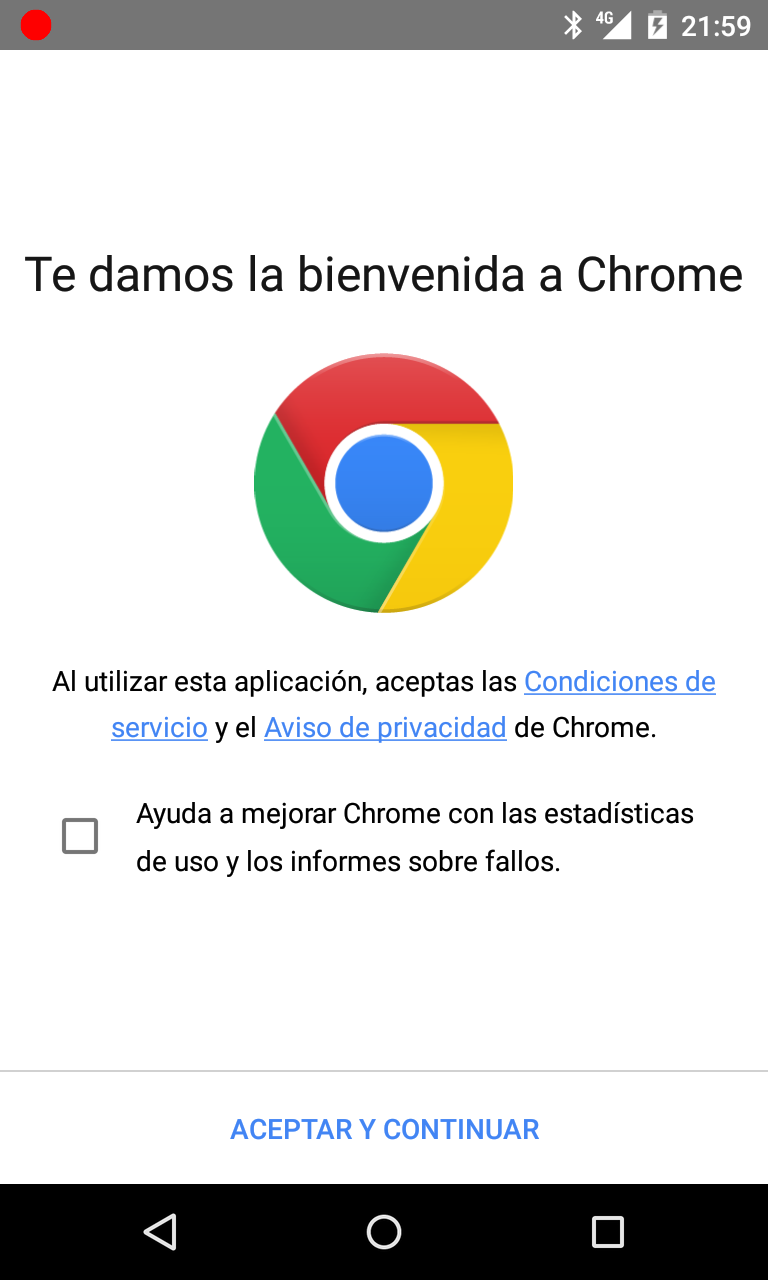 4G 21:59
Te damos la bienvenida a Chrome
Al utilizar esta aplicación, aceptas las Condiciones de
servicio y el Aviso de privacidad de Chrome.
Ayuda a mejorar Chrome con las estadísticas
de uso y los informes sobre fallos.
ACEPTAR Y CONTINUAR